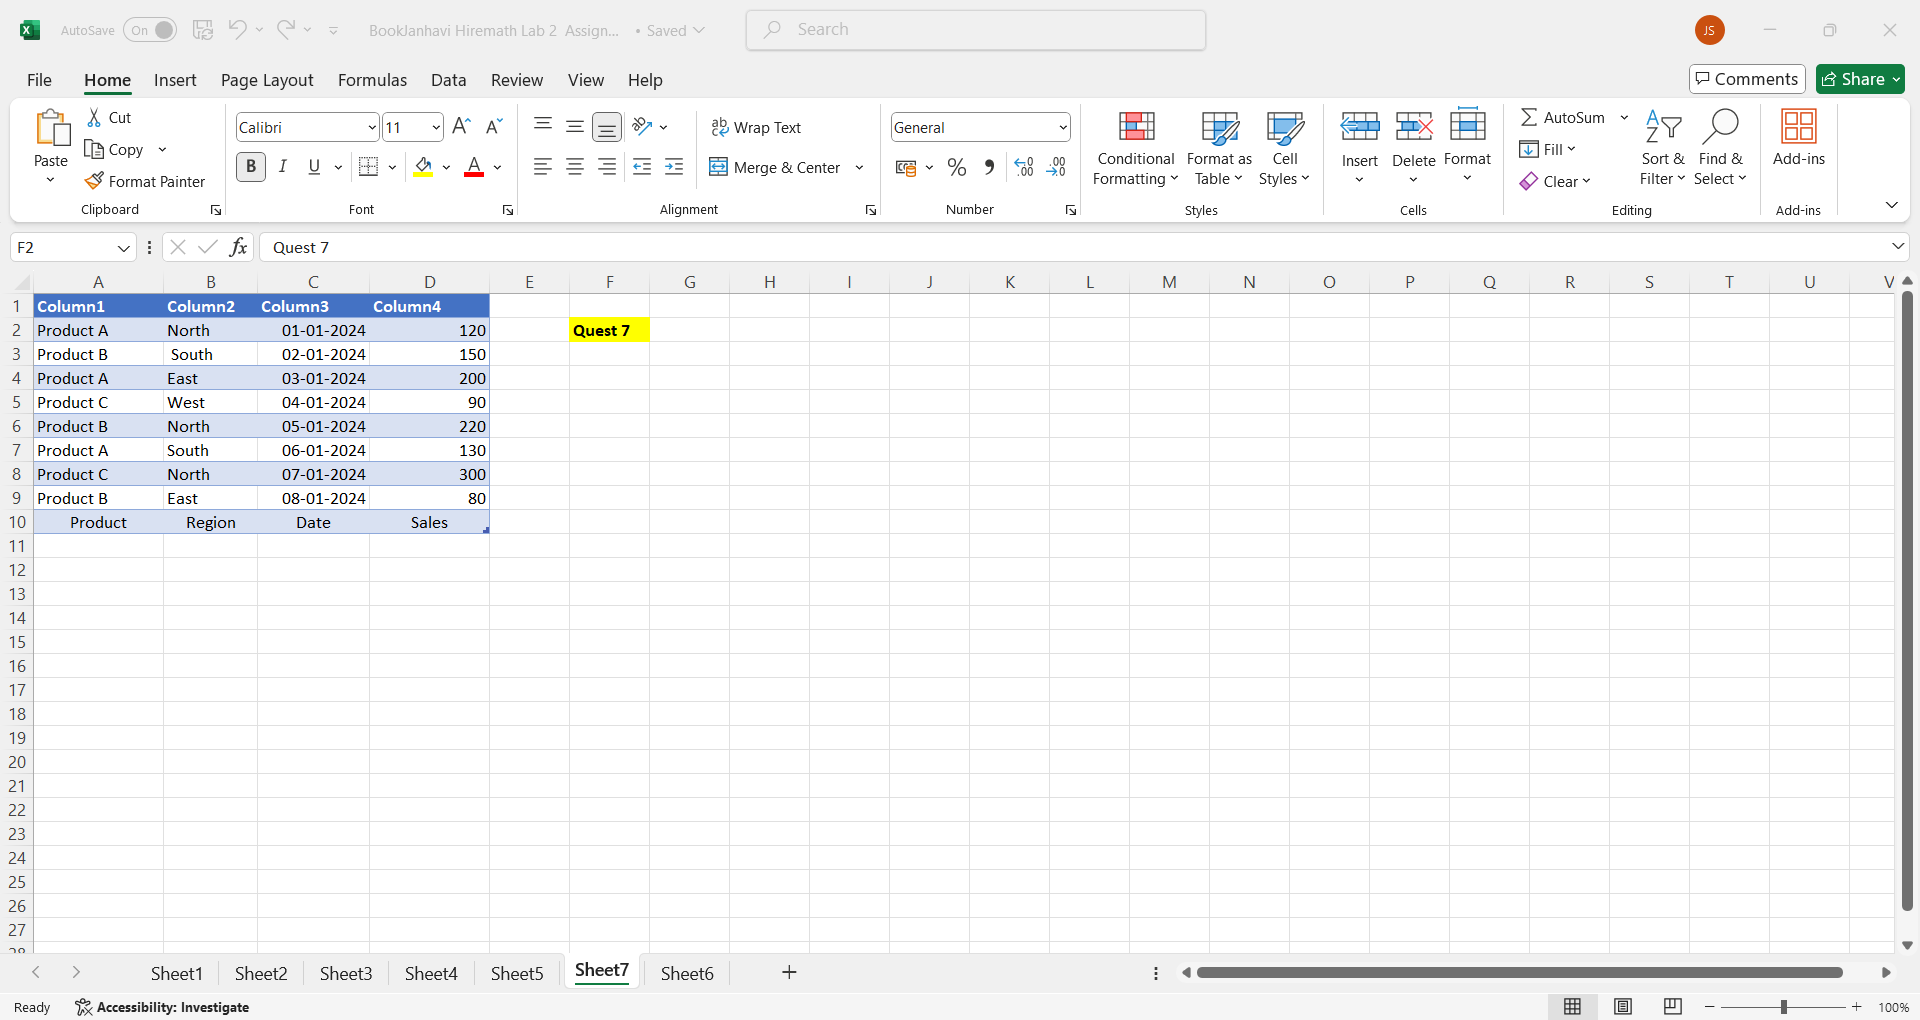 AutoSave On BookJanhavi Hiremath Lab 2 Assign... • Saved Search JS
File Home Insert Page Layout Formulas Data Review View Help Comments Share
Paste Cut Copy Format Painter
Clipboard
Calibri 11
B I U A
Font
ab Wrap Text
Merge & Center
Alignment
General
% 9 .00
Number
Conditional Formatting Format as Table Cell Styles
Styles
Insert Delete Format
Cells
AutoSum
Fill
Clear
Sort & Filter Find & Select
Editing
Add-ins
Add-ins
F2 fx Quest 7
A B C D E F G H I J K L M N O P Q R S T U V
1 Column1 Column2 Column3 Column4
2 Product A North 01-01-2024 120 Quest 7
3 Product B South 02-01-2024 150
4 Product A East 03-01-2024 200
5 Product C West 04-01-2024 90
6 Product B North 05-01-2024 220
7 Product A South 06-01-2024 130
8 Product C North 07-01-2024 300
9 Product B East 08-01-2024 80
10 Product Region Date Sales
11
12
13
14
15
16
17
18
19
20
21
22
23
24
25
26
27
28
Sheet1 Sheet2 Sheet3 Sheet4 Sheet5 Sheet7 Sheet6 +
Ready Accessibility: Investigate 100%